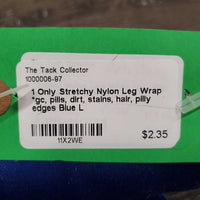 The Tack Collector
1000006-97
1 Only Stretchy Nylon Leg Wrap
*gc, pills, dirt, stains, hair, pilly
edges Blue L
$2.35
11X2WE